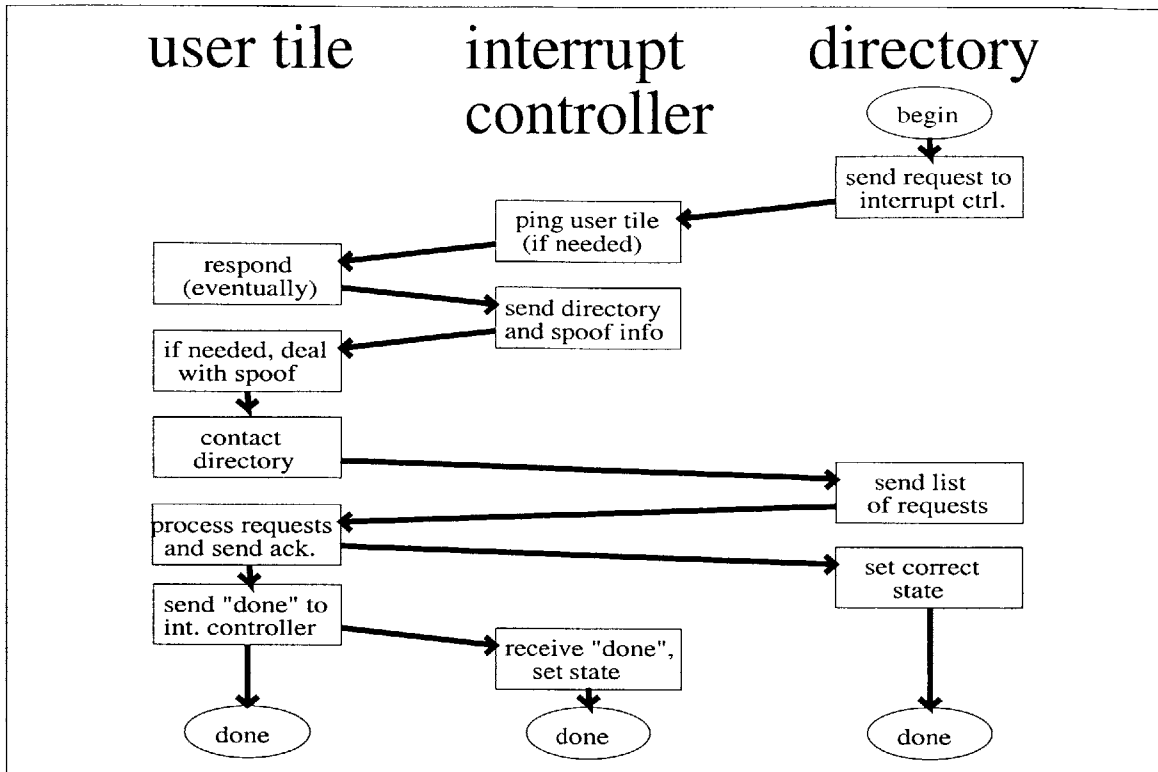 user tile
interrupt
controller
directory
begin
send request to
interrupt ctrl.
ping user tile
(if needed)
respond
(eventually)
send directory
and spoof info
if needed, deal
with spoof
contact
directory
send list
of requests
process requests
and send ack.
set correct
state
send "done" to
int. controller
receive "done",
set state
done
done
done